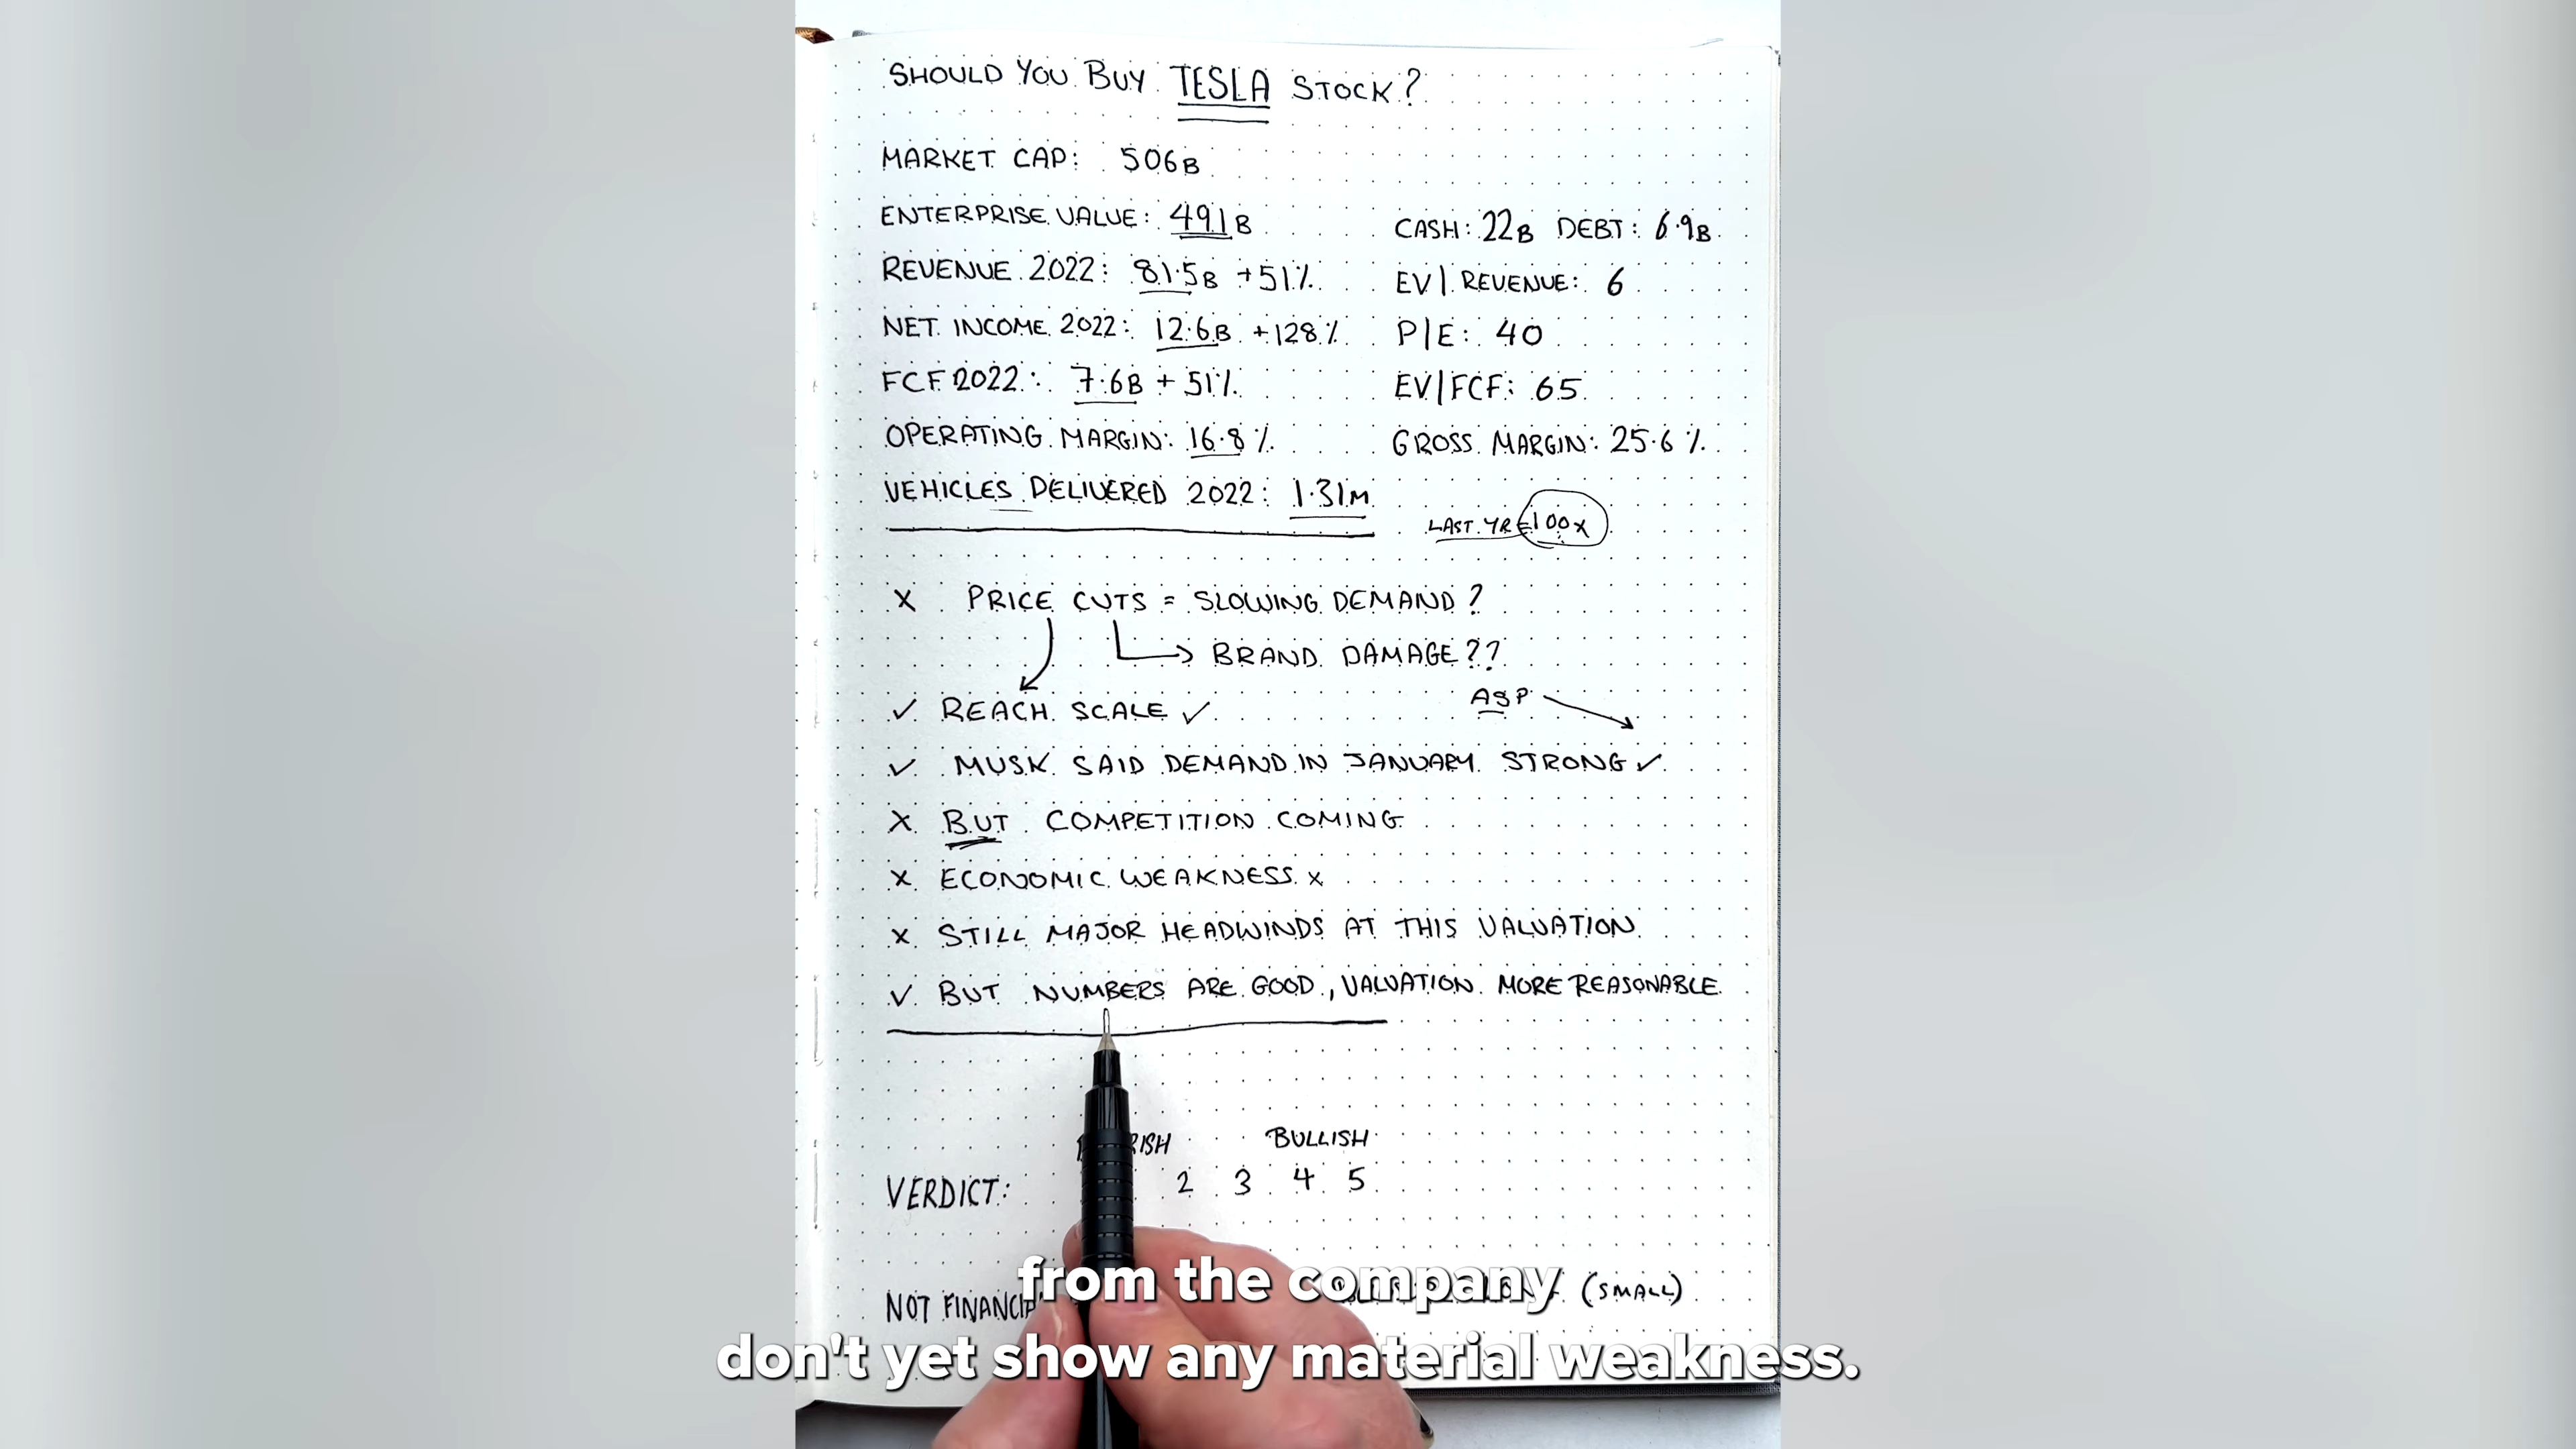 SHOULD YOU BUY TESLA STOCK?
MARKET CAP: 506B
ENTERPRISE VALUE: 491B CASH: 22B DEBT: 6.9B
REVENUE 2022: 81.5B +51% EV/REVENUE: 6
NET INCOME 2022: 12.6B +128% P/E: 40
FCF 2022: 7.6B +51% EV/FCF: 65
OPERATING MARGIN: 16.8% GROSS MARGIN: 25.6%
VEHICLES DELIVERED 2022: 1.31M
LAST YR = 100x
X PRICE CUTS = SLOWING DEMAND?
→ BRAND DAMAGE??
✓ REACH SCALE ✓ ASP
✓ MUSK SAID DEMAND IN JANUARY STRONG ✓
X BUT COMPETITION COMING
X ECONOMIC WEAKNESS X
X STILL MAJOR HEADWINDS AT THIS VALUATION
✓ BUT NUMBERS ARE GOOD, VALUATION MORE REASONABLE
BULLISH
VERDICT: 2 3 4 5
NOT (SMALL)
from the company
don't yet show any material weakness.